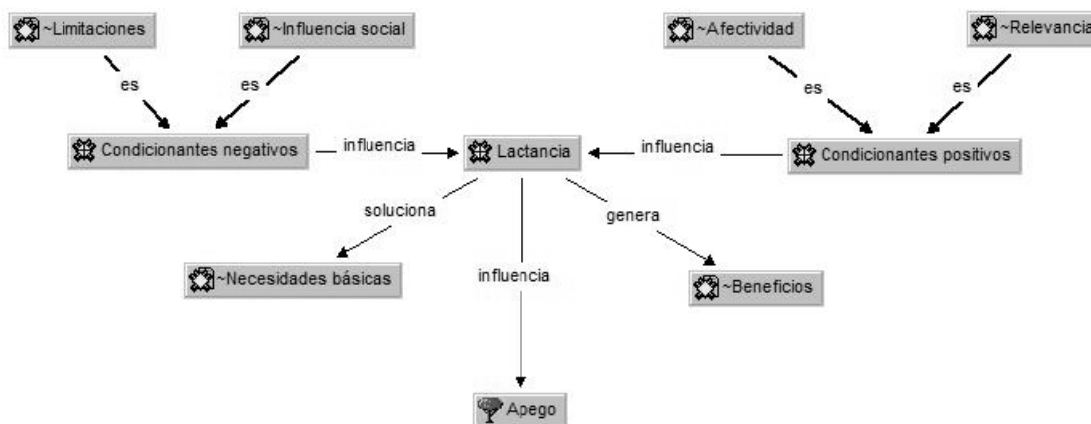 ~Limitaciones
~Influencia social
~Afectividad
~Relevancia
es
es
es
es
Condicionantes negativos
influencia
Lactancia
influencia
Condicionantes positivos
soluciona
genera
~Necesidades básicas
influencia
~Beneficios
Apego